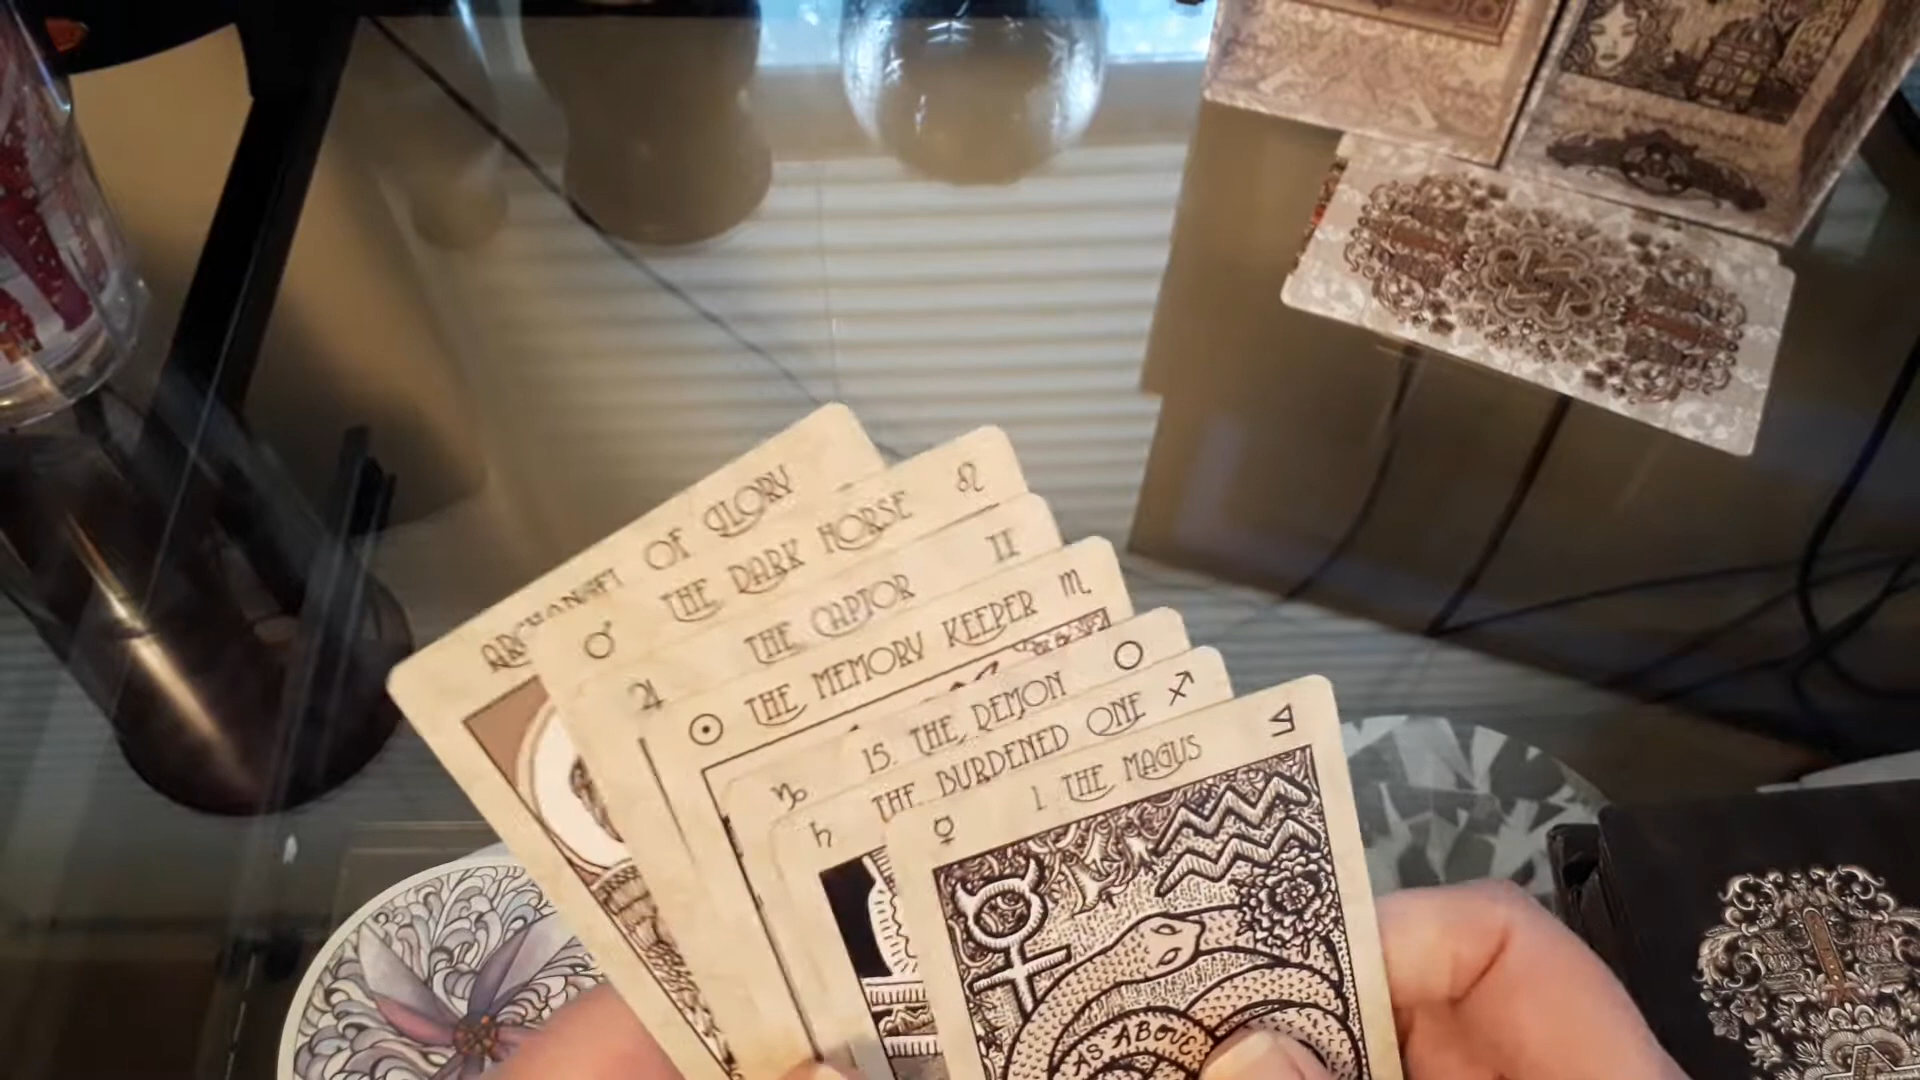 ARCHANGEL OF GLORY
♌
♂ THE DARK HORSE
♊
♃ THE CAPTOR
♏
☉ THE MEMORY KEEPER
♑ 15. THE DEMON
♐
♄ THE BURDENED ONE
☿ 1 THE MAGUS
AS ABOVE